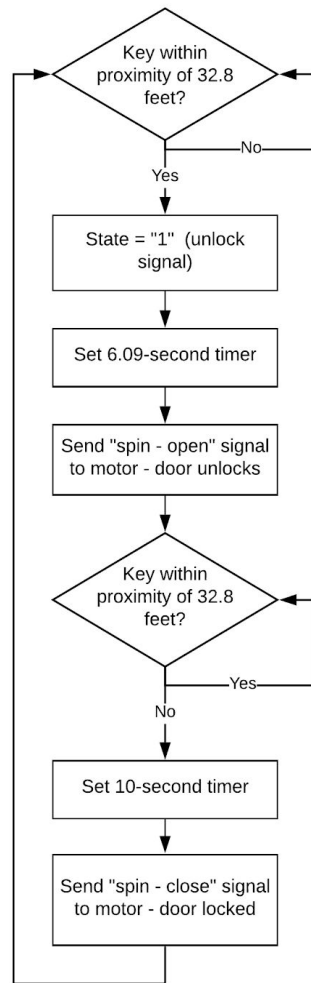 Key within
proximity of 32.8
feet?
No
Yes
State = "1" (unlock
signal)
Set 6.09-second timer
Send "spin - open" signal
to motor - door unlocks
Key within
proximity of 32.8
feet?
Yes
No
Set 10-second timer
Send "spin - close" signal
to motor - door locked